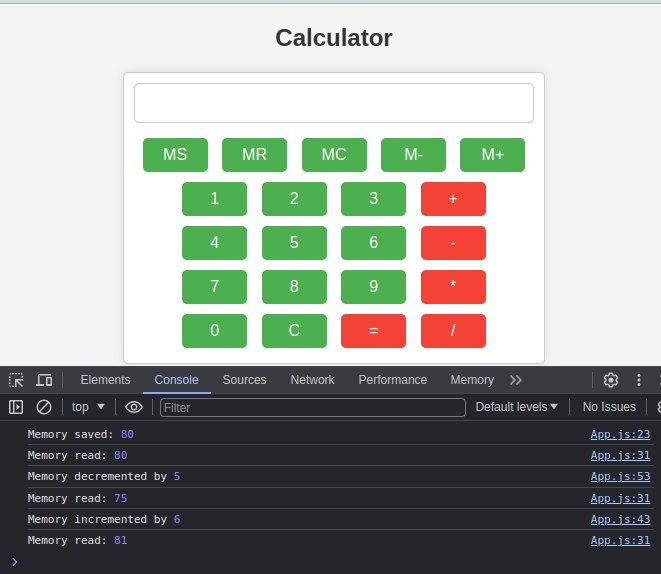 Calculator
MS MR MC M- M+
1 2 3 +
4 5 6 -
7 8 9 *
0 C = /
Elements Console Sources Network Performance Memory
top Filter Default levels No Issues
Memory saved: 80 App.js:23
Memory read: 80 App.js:31
Memory decremented by 5 App.js:53
Memory read: 75 App.js:31
Memory incremented by 6 App.js:43
Memory read: 81 App.js:31